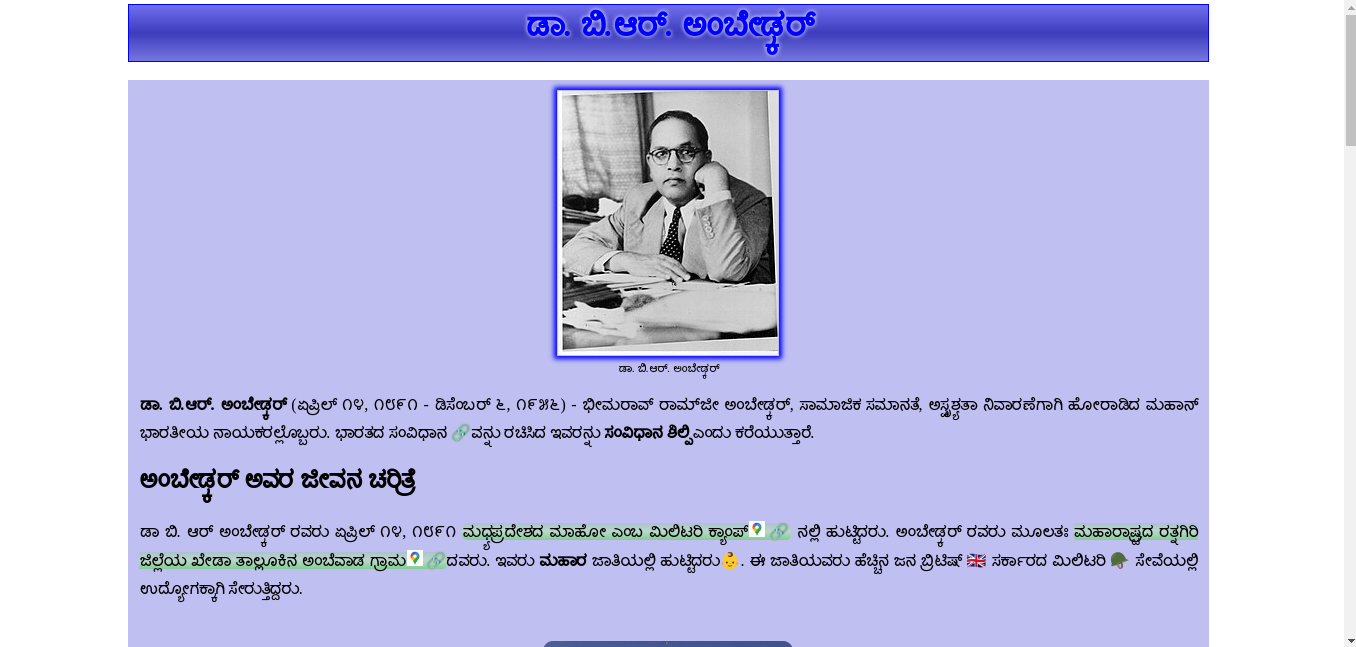 ಡಾ. ಬಿ.ಆರ್. ಅಂಬೇಡ್ಕರ್
ಡಾ. ಬಿ.ಆರ್. ಅಂಬೇಡ್ಕರ್
ಡಾ. ಬಿ.ಆರ್. ಅಂಬೇಡ್ಕರ್ (ಏಪ್ರಿಲ್ ೧೪, ೧೮೯೧ - ಡಿಸೆಂಬರ್ ೬, ೧೯೫೬) - ಭೀಮರಾವ್ ರಾಮ್‌ಜೀ ಅಂಬೇಡ್ಕರ್, ಸಾಮಾಜಿಕ ಸಮಾನತೆ, ಅಸ್ಪೃಶ್ಯತಾ ನಿವಾರಣೆಗಾಗಿ ಹೋರಾಡಿದ ಮಹಾನ್
ಭಾರತೀಯ ನಾಯಕರಲ್ಲೊಬ್ಬರು. ಭಾರತದ ಸಂವಿಧಾನ 🔗ವನ್ನು ರಚಿಸಿದ ಇವರನ್ನು ಸಂವಿಧಾನ ಶಿಲ್ಪಿಎಂದು ಕರೆಯುತ್ತಾರೆ.
ಅಂಬೇಡ್ಕರ್ ಅವರ ಜೀವನ ಚರಿತ್ರೆ
ಡಾ ಬಿ. ಆರ್ ಅಂಬೇಡ್ಕರ್ ರವರು ಏಪ್ರಿಲ್ ೧೪, ೧೮೯೧ ಮಧ್ಯಪ್ರದೇಶದ ಮಾಹೋ ಎಂಬ ಮಿಲಿಟರಿ ಕ್ಯಾಂಪ್ 🔗 ನಲ್ಲಿ ಹುಟ್ಟಿದರು. ಅಂಬೇಡ್ಕರ್ ರವರು ಮೂಲತಃ ಮಹಾರಾಷ್ಟ್ರದ ರತ್ನಗಿರಿ
ಜಿಲ್ಲೆಯ ಖೇಡಾ ತಾಲ್ಲೂಕಿನ ಅಂಬೆವಾಡ ಗ್ರಾಮ 🔗ದವರು. ಇವರು ಮಹಾರ ಜಾತಿಯಲ್ಲಿ ಹುಟ್ಟಿದರು👶. ಈ ಜಾತಿಯವರು ಹೆಚ್ಚಿನ ಜನ ಬ್ರಿಟಿಷ್ 🇬🇧 ಸರ್ಕಾರದ ಮಿಲಿಟರಿ 🪖 ಸೇವೆಯಲ್ಲಿ
ಉದ್ಯೋಗಕ್ಕಾಗಿ ಸೇರುತ್ತಿದ್ದರು.